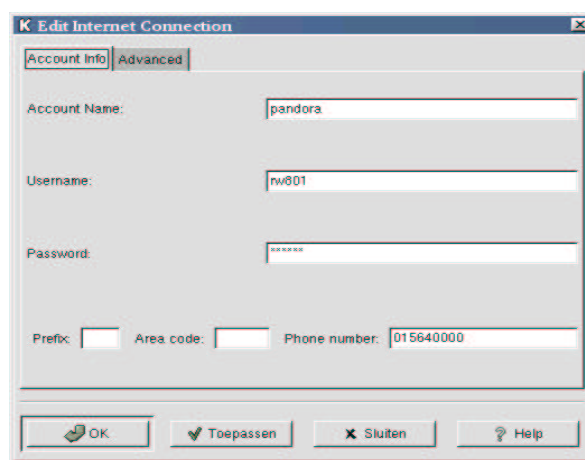 K Edit Internet Connection
Account Info Advanced
Account Name: pandora
Username: rw801
Password: ******
Prefix: Area code: Phone number: 015640000
OK Toepassen Sluiten Help